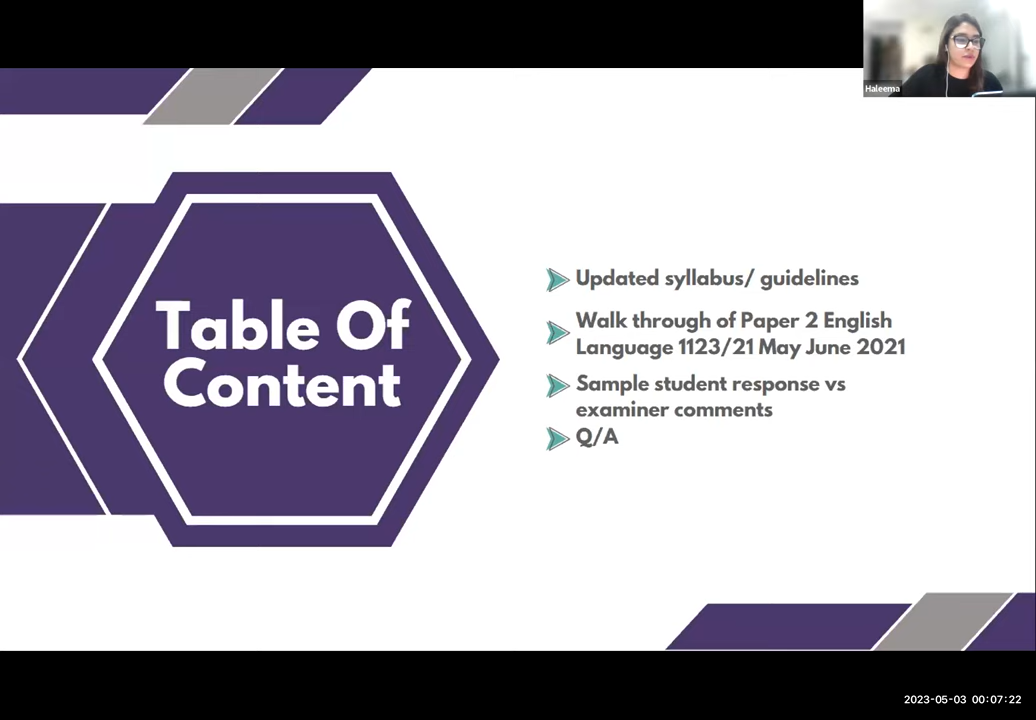 Haleema
Table Of
Content
Updated syllabus/ guidelines
Walk through of Paper 2 English
Language 1123/21 May June 2021
Sample student response vs
examiner comments
Q/A
2023-05-03 00:07:22